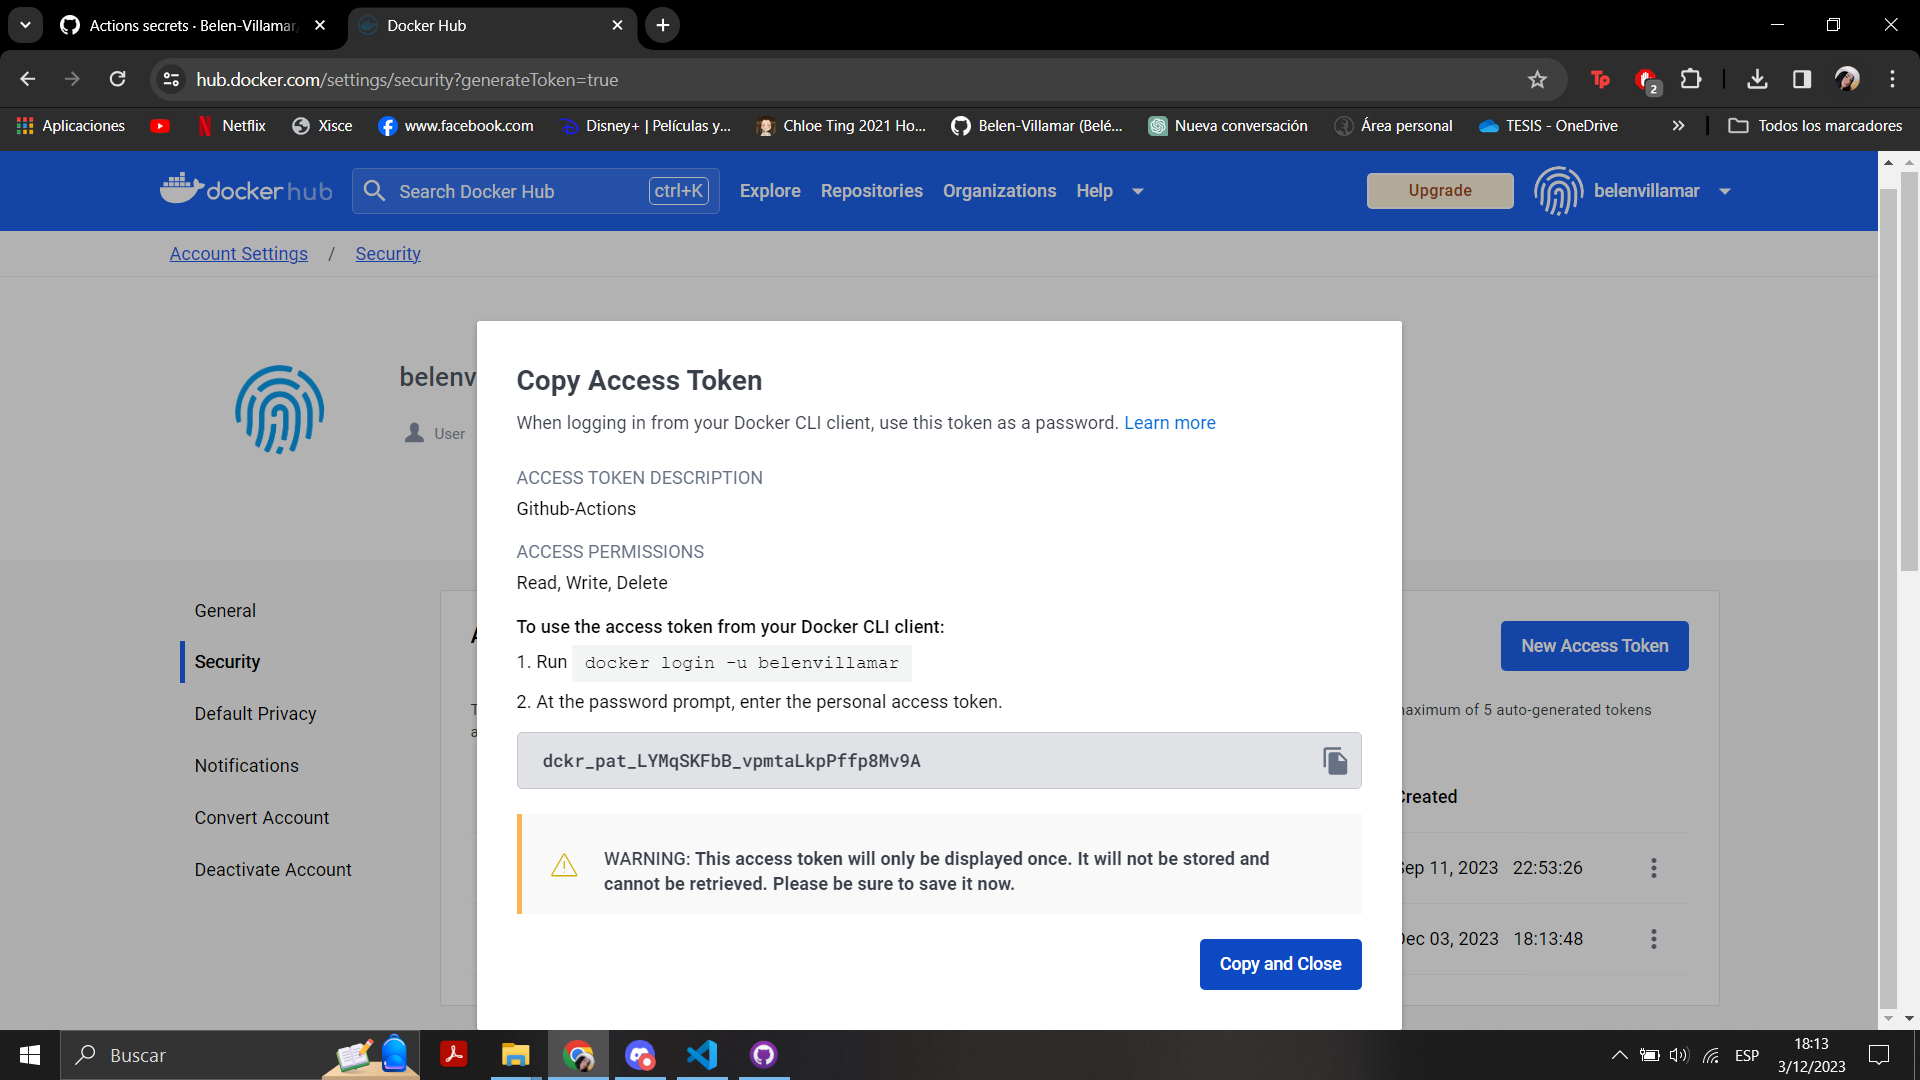 Actions secrets · Belen-Villamar
Docker Hub
hub.docker.com/settings/security?generateToken=true
2
Aplicaciones
Netflix
Xisce
www.facebook.com
Disney+ | Películas y...
Chloe Ting 2021 Ho...
Belen-Villamar (Belé...
Nueva conversación
Área personal
TESIS - OneDrive
Todos los marcadores
docker hub
Search Docker Hub
ctrl+K
Explore
Repositories
Organizations
Help
Upgrade
belenvillamar
Account Settings / Security
belenv
User
General
Security
Default Privacy
Notifications
Convert Account
Deactivate Account
Copy Access Token
When logging in from your Docker CLI client, use this token as a password. Learn more
ACCESS TOKEN DESCRIPTION
Github-Actions
ACCESS PERMISSIONS
Read, Write, Delete
To use the access token from your Docker CLI client:
1. Run docker login -u belenvillamar
2. At the password prompt, enter the personal access token.
dckr_pat_LYMqSKFbB_vpmtaLkpPffp8Mv9A
WARNING: This access token will only be displayed once. It will not be stored and
cannot be retrieved. Please be sure to save it now.
Copy and Close
New Access Token
maximum of 5 auto-generated tokens
Created
Sep 11, 2023 22:53:26
Dec 03, 2023 18:13:48
Buscar
ESP
18:13
3/12/2023